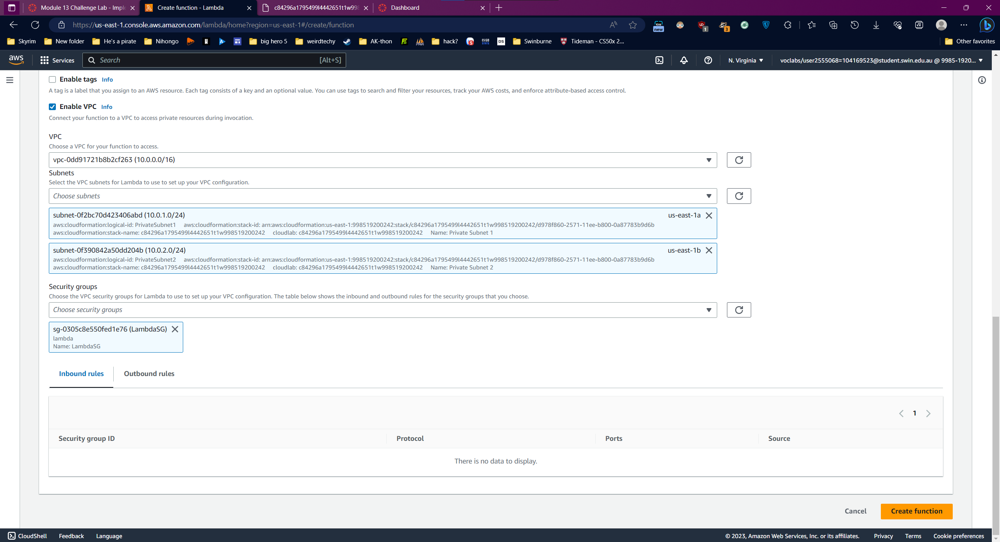 Module 13 Challenge Lab - Imple
Create function - Lambda
c84296a1795499l4442651t1w998
Dashboard
https://us-east-1.console.aws.amazon.com/lambda/home?region=us-east-1#/create/function
new
1
3
Skyrim
New folder
He's a pirate
Nihongo
big hero 5
weirdtechy
AK-thon
hack?
DS
Swinburne
Tideman - CS50x 2...
Other favorites
aws
Services
Search
[Alt+S]
N. Virginia
voclabs/user2555068=104169523@student.swin.edu.au @ 9985-1920...
Enable tags Info
A tag is a label that you assign to an AWS resource. Each tag consists of a key and an optional value. You can use tags to search and filter your resources, track your AWS costs, and enforce attribute-based access control.
Enable VPC Info
Connect your function to a VPC to access private resources during invocation.
VPC
Choose a VPC for your function to access.
vpc-0dd91721b8b2cf263 (10.0.0.0/16)
Subnets
Select the VPC subnets for Lambda to use to set up your VPC configuration.
Choose subnets
subnet-0f2bc70d423406abd (10.0.1.0/24) us-east-1a
aws:cloudformation:logical-id: PrivateSubnet1 aws:cloudformation:stack-id: arn:aws:cloudformation:us-east-1:998519200242:stack/c84296a1795499l4442651t1w998519200242/d978f860-2571-11ee-b800-0a87783b9d6b
aws:cloudformation:stack-name: c84296a1795499l4442651t1w998519200242 cloudlab: c84296a1795499l4442651t1w998519200242 Name: Private Subnet 1
subnet-0f390842a50dd204b (10.0.2.0/24) us-east-1b
aws:cloudformation:logical-id: PrivateSubnet2 aws:cloudformation:stack-id: arn:aws:cloudformation:us-east-1:998519200242:stack/c84296a1795499l4442651t1w998519200242/d978f860-2571-11ee-b800-0a87783b9d6b
aws:cloudformation:stack-name: c84296a1795499l4442651t1w998519200242 cloudlab: c84296a1795499l4442651t1w998519200242 Name: Private Subnet 2
Security groups
Choose the VPC security groups for Lambda to use to set up your VPC configuration. The table below shows the inbound and outbound rules for the security groups that you choose.
Choose security groups
sg-0305c8e550fed1e76 (LambdaSG)
lambda
Name: LambdaSG
Inbound rules
Outbound rules
1
Security group ID Protocol Ports Source
There is no data to display.
Cancel
Create function
CloudShell Feedback Language
© 2023, Amazon Web Services, Inc. or its affiliates. Privacy Terms Cookie preferences